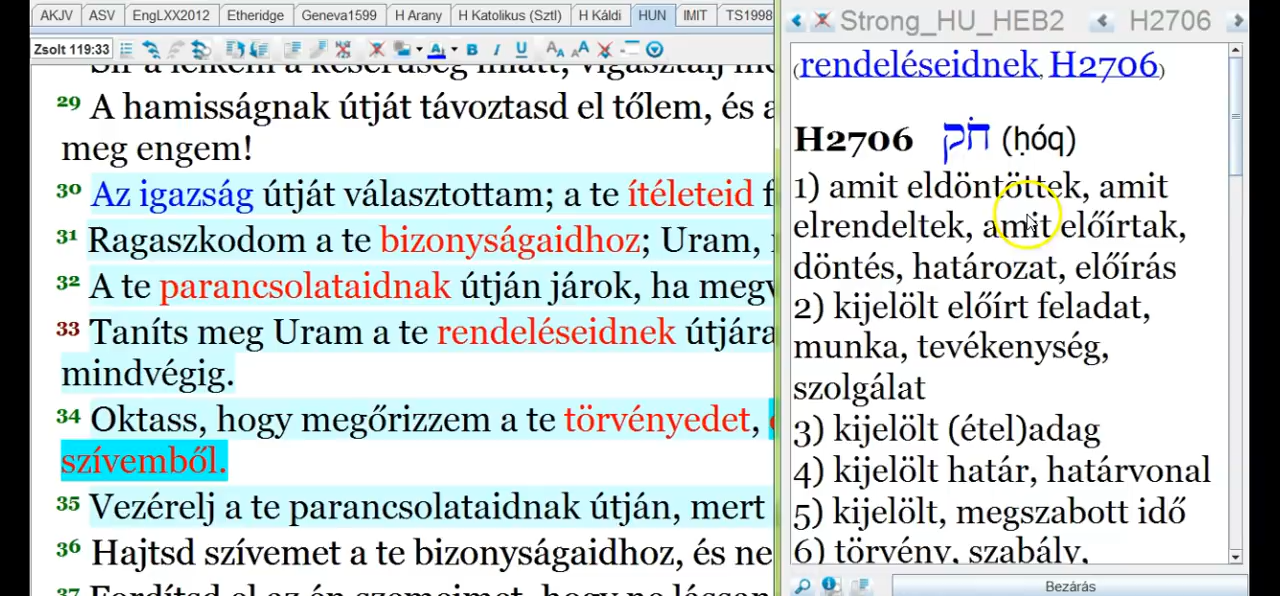 AKJV ASV EngLXX2012 Etheridge Geneva1599 H Arany H Katolikus (Sztl) H Káldi HUN IMIT TS1998
Zsolt 119:33
29 A hamisságnak útját távoztasd el tőlem, és a
meg engem!
30 Az igazság útját választottam; a te ítéleteid f
31 Ragaszkodom a te bizonyságaidhoz; Uram,
32 A te parancsolataidnak útján járok, ha megv
33 Taníts meg Uram a te rendeléseidnek útjára
mindvégig.
34 Oktass, hogy megőrizzem a te törvényedet,
szívemből.
35 Vezérelj a te parancsolataidnak útján, mert
36 Hajtsd szívemet a te bizonyságaidhoz, és ne
Strong_HU_HEB2 H2706
(rendeléseidnek, H2706)
H2706 חֹק (ḥóq)
1) amit eldöntöttek, amit
elrendeltek, amit előírtak,
döntés, határozat, előírás
2) kijelölt előírt feladat,
munka, tevékenység,
szolgálat
3) kijelölt (étel)adag
4) kijelölt határ, határvonal
5) kijelölt, megszabott idő
6) törvény, szabály,
Bezárás